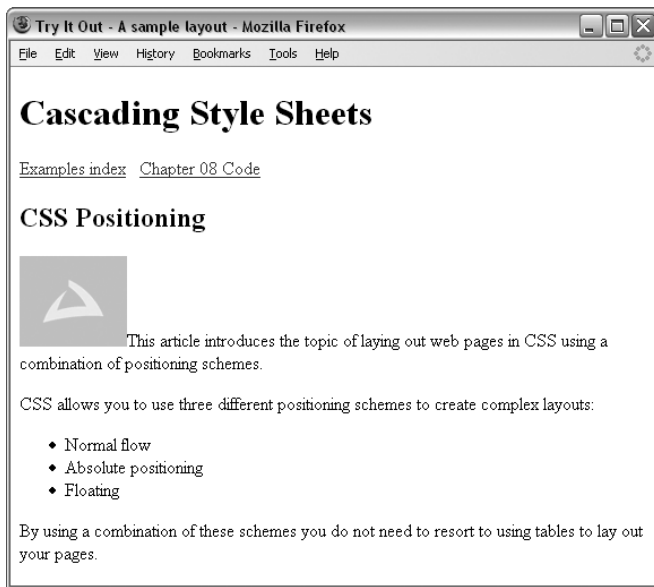 Try It Out - A sample layout - Mozilla Firefox
File Edit View History Bookmarks Tools Help
Cascading Style Sheets
Examples index Chapter 08 Code
CSS Positioning
This article introduces the topic of laying out web pages in CSS using a
combination of positioning schemes.
CSS allows you to use three different positioning schemes to create complex layouts:
• Normal flow
• Absolute positioning
• Floating
By using a combination of these schemes you do not need to resort to using tables to lay out
your pages.